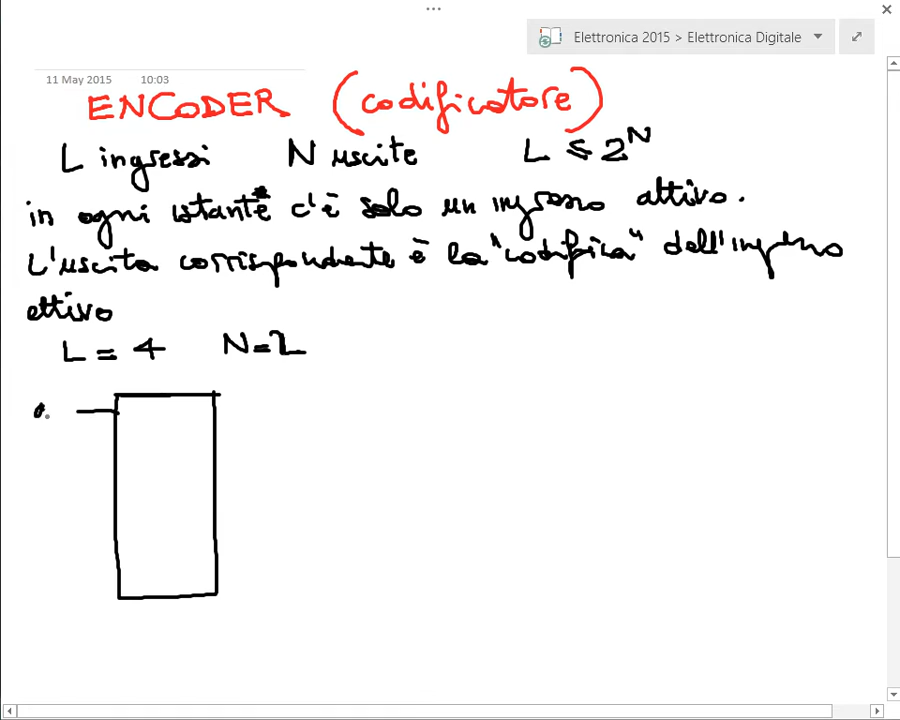 Elettronica 2015 > Elettronica Digitale
11 May 2015 10:03
ENCODER (codificatore)
L ingressi N uscite L ≤ 2^N
in ogni istante c'è solo un ingresso attivo.
L'uscita corrispondente è la "codifica" dell'ingresso
attivo
L = 4 N=2